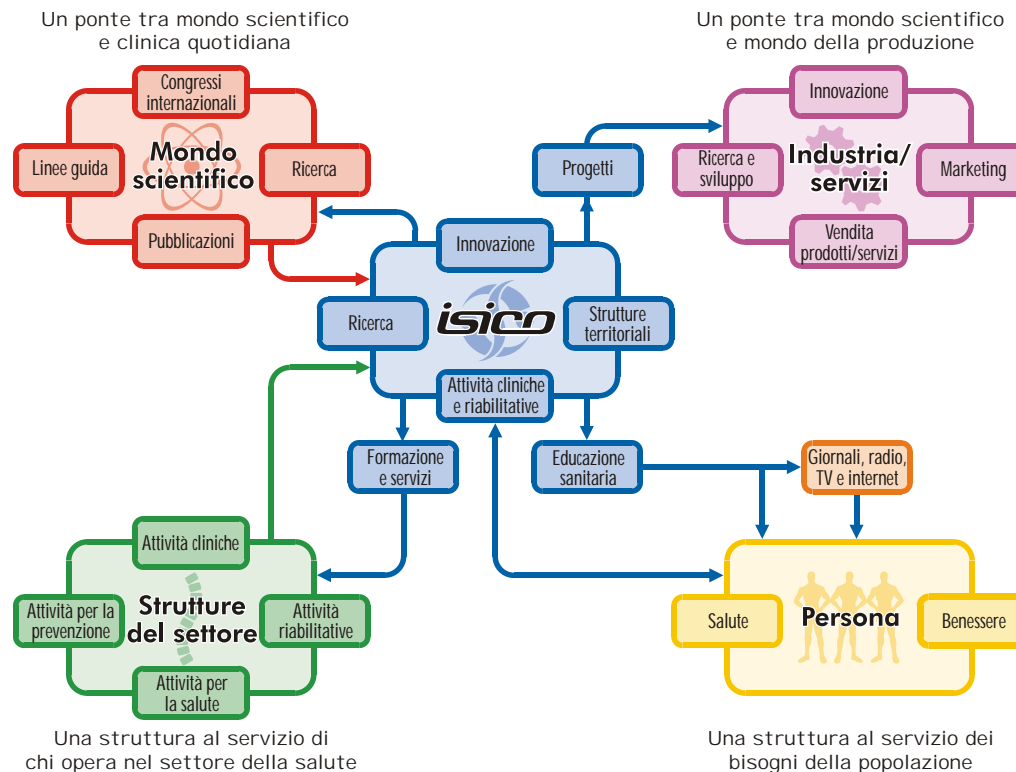 Un ponte tra mondo scientifico
e clinica quotidiana
Un ponte tra mondo scientifico
e mondo della produzione
Congressi
internazionali
Linee guida
Mondo
scientifico
Ricerca
Pubblicazioni
Progetti
Innovazione
Ricerca e
sviluppo
Industria/
servizi
Marketing
Vendita
prodotti/servizi
Innovazione
Ricerca
isico
Strutture
territoriali
Attività cliniche
e riabilitative
Formazione
e servizi
Educazione
sanitaria
Giornali, radio,
TV e internet
Attività cliniche
Attività per la
prevenzione
Strutture
del settore
Attività
riabilitative
Attività per
la salute
Salute
Persona
Benessere
Una struttura al servizio di
chi opera nel settore della salute
Una struttura al servizio dei
bisogni della popolazione